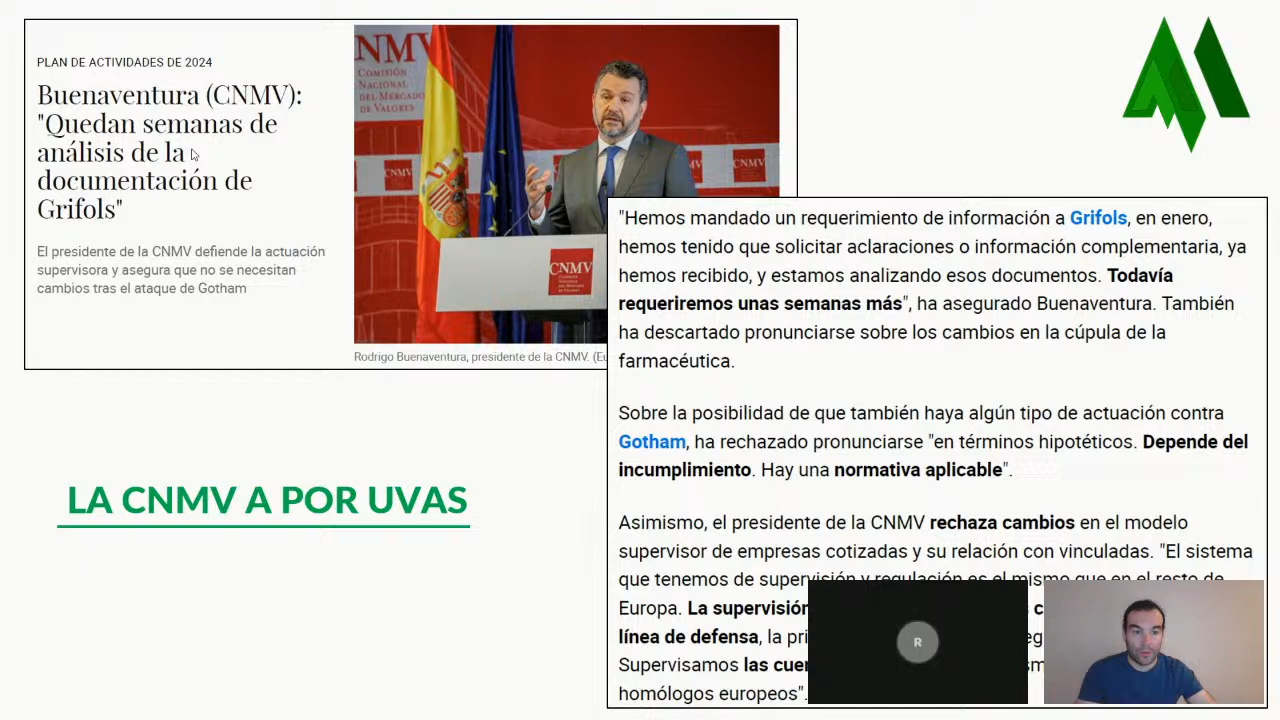 PLAN DE ACTIVIDADES DE 2024
Buenaventura (CNMV):
"Quedan semanas de
análisis de la
documentación de
Grifols"
El presidente de la CNMV defiende la actuación
supervisora y asegura que no se necesitan
cambios tras el ataque de Gotham
CNMV
COMISIÓN
NACIONAL
DEL MERCADO
DE VALORES
CNMV
CNMV
CNMV
Rodrigo Buenaventura, presidente de la CNMV.
"Hemos mandado un requerimiento de información a Grifols, en enero,
hemos tenido que solicitar aclaraciones o información complementaria, ya
hemos recibido, y estamos analizando esos documentos. Todavía
requeriremos unas semanas más", ha asegurado Buenaventura. También
ha descartado pronunciarse sobre los cambios en la cúpula de la
farmacéutica.
Sobre la posibilidad de que también haya algún tipo de actuación contra
Gotham, ha rechazado pronunciarse "en términos hipotéticos. Depende del
incumplimiento. Hay una normativa aplicable".
Asimismo, el presidente de la CNMV rechaza cambios en el modelo
supervisor de empresas cotizadas y su relación con vinculadas. "El sistema
que tenemos de supervisión y regulación es el mismo que en el resto de
Europa. La supervisión
línea de defensa, la
Supervisamos las
homólogos europeos".
LA CNMV A POR UVAS
R